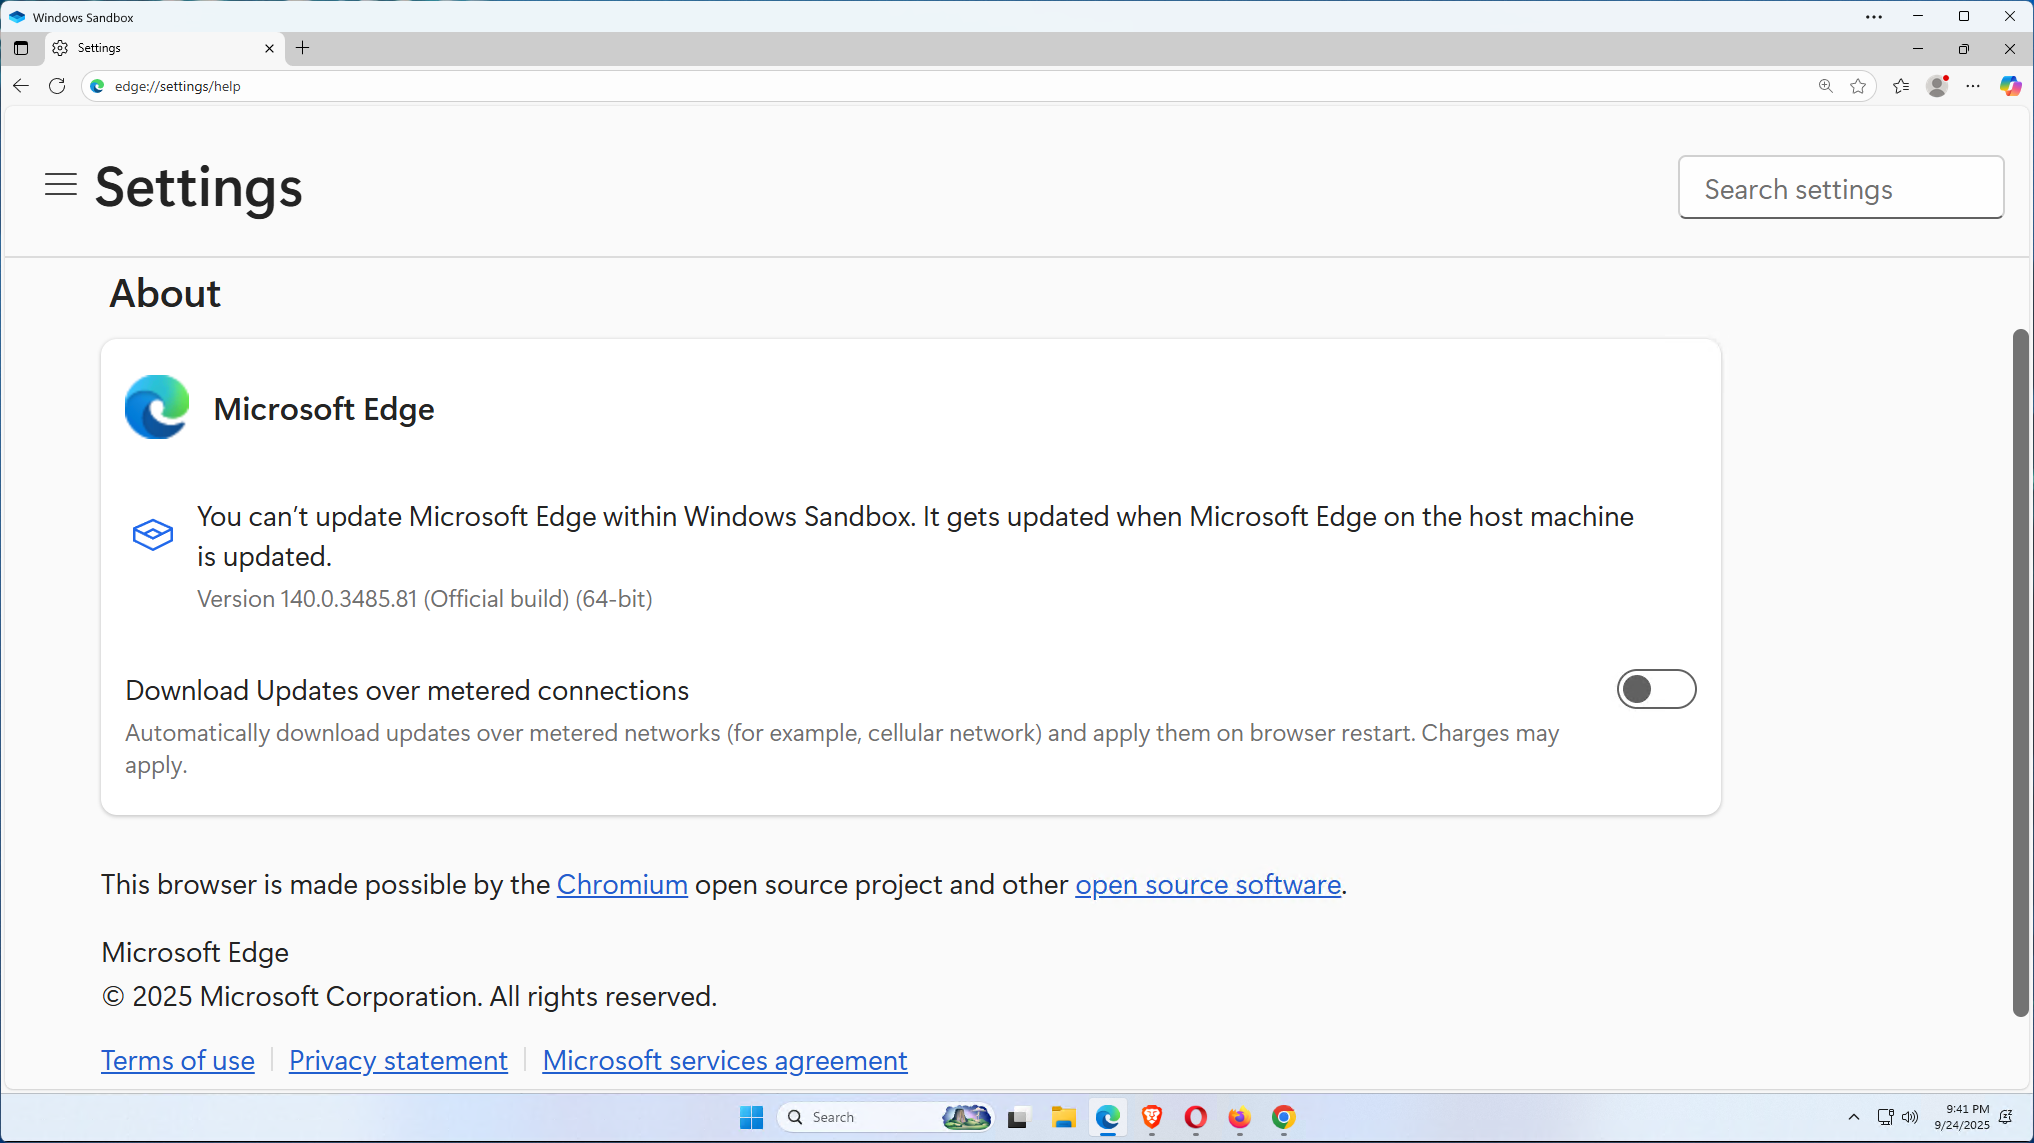 Windows Sandbox
Settings
edge://settings/help
Settings
Search settings
About
Microsoft Edge
You can’t update Microsoft Edge within Windows Sandbox. It gets updated when Microsoft Edge on the host machine
is updated.
Version 140.0.3485.81 (Official build) (64-bit)
Download Updates over metered connections
Automatically download updates over metered networks (for example, cellular network) and apply them on browser restart. Charges may
apply.
This browser is made possible by the Chromium open source project and other open source software.
Microsoft Edge
© 2025 Microsoft Corporation. All rights reserved.
Terms of use
Privacy statement
Microsoft services agreement
Search
9:41 PM
9/24/2025